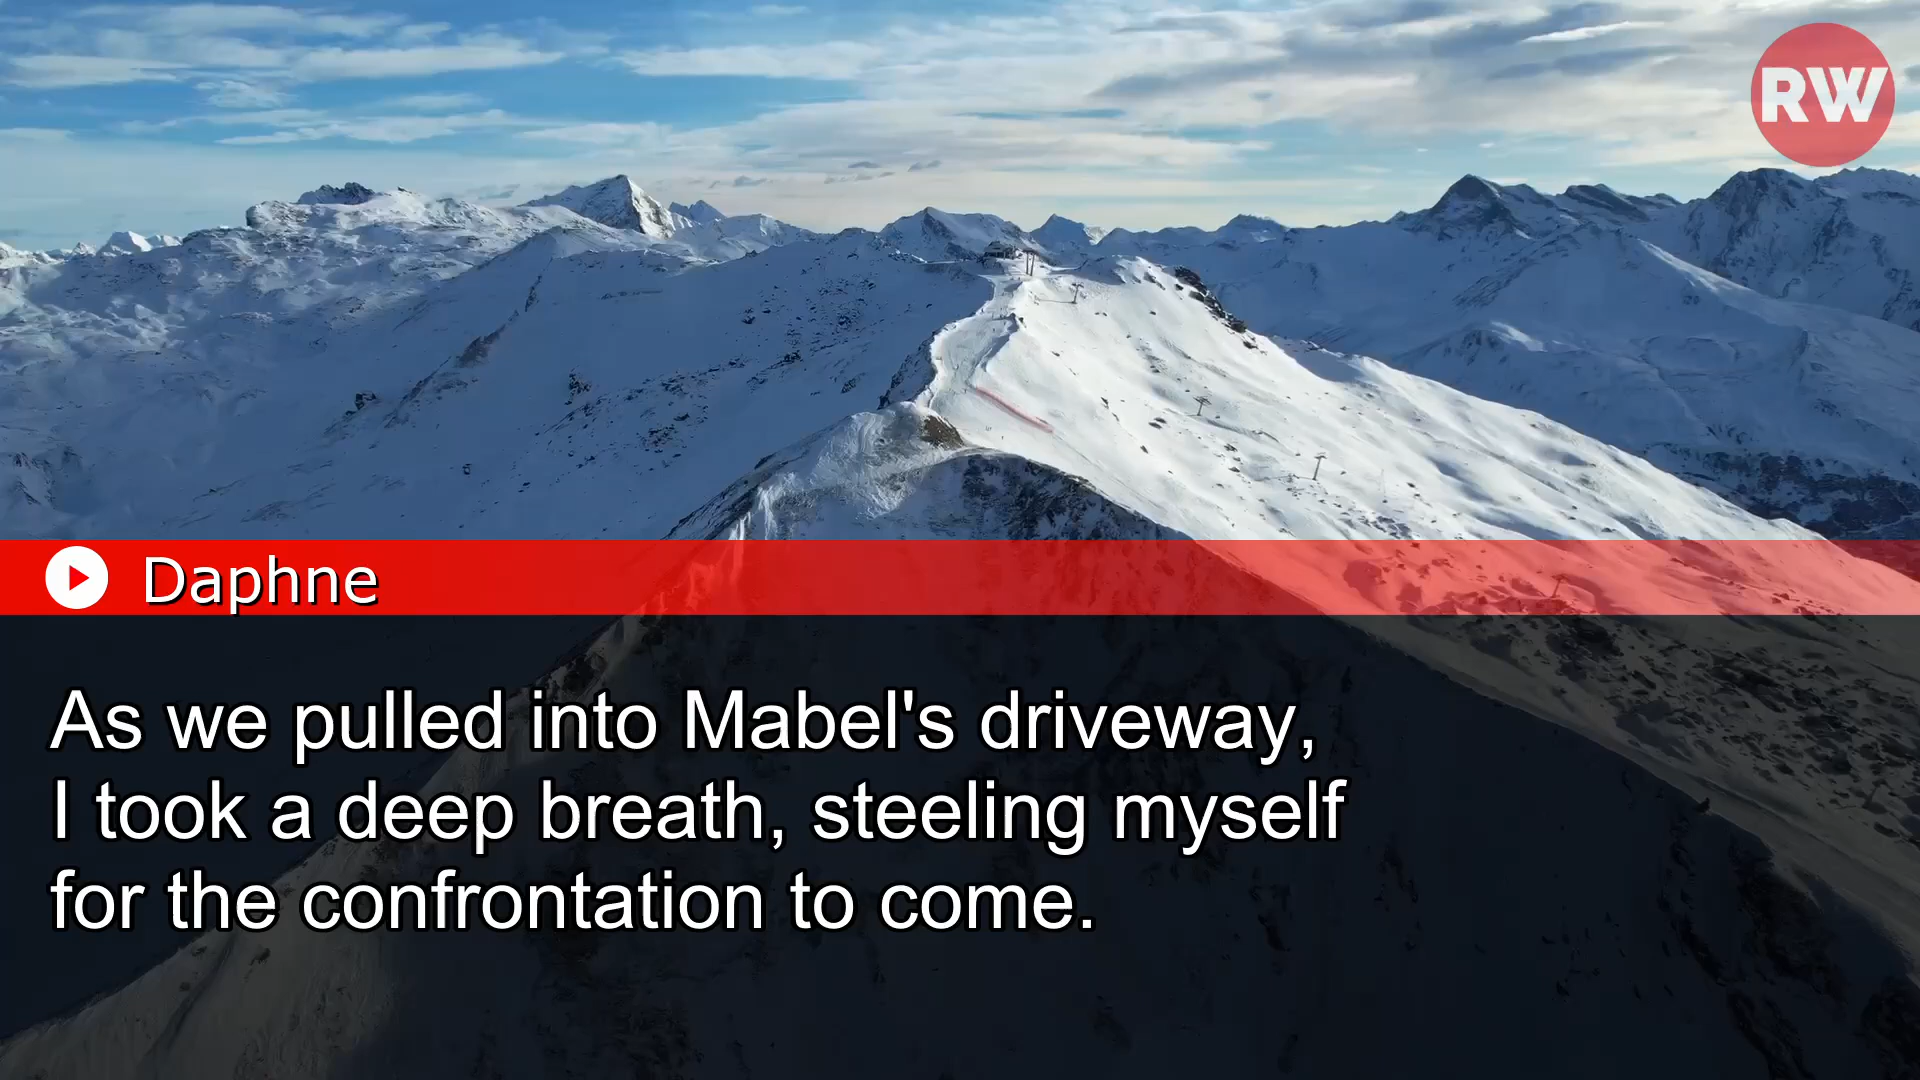 RW
Daphne
As we pulled into Mabel's driveway,
I took a deep breath, steeling myself
for the confrontation to come.